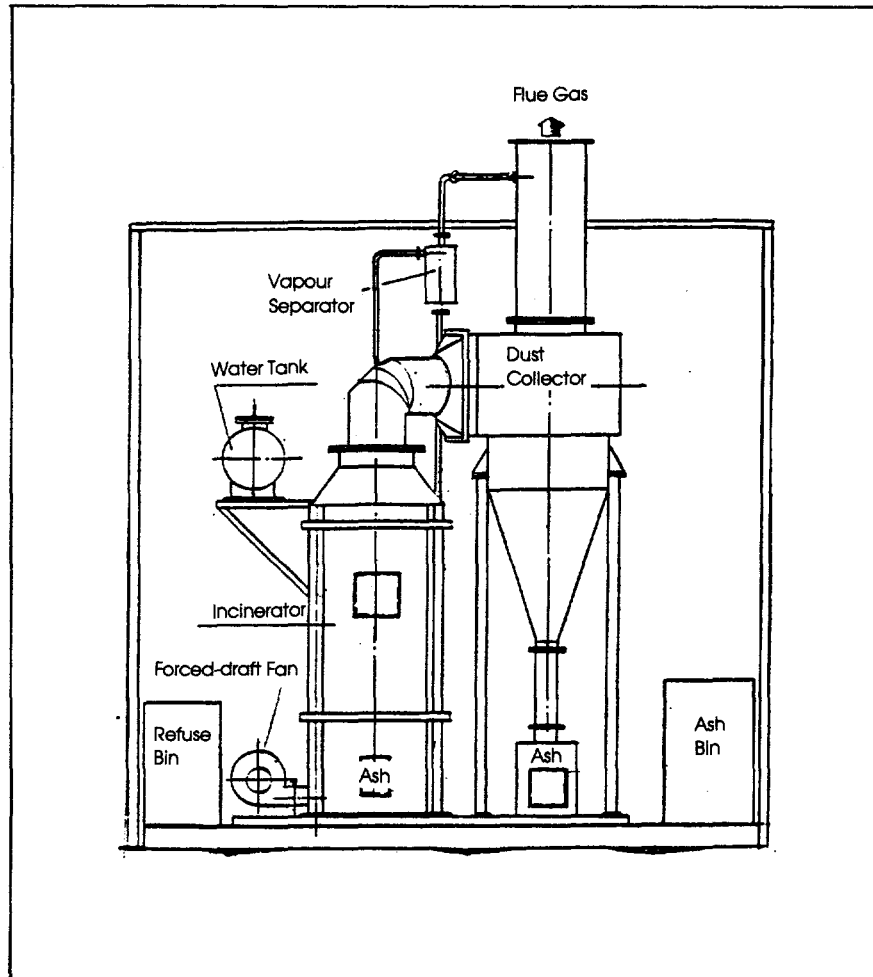 Flue Gas
Vapour
Separator
Dust
Collector
Water Tank
Incinerator
Forced-draft Fan
Refuse
Bin
Ash
Ash
Ash
Bin